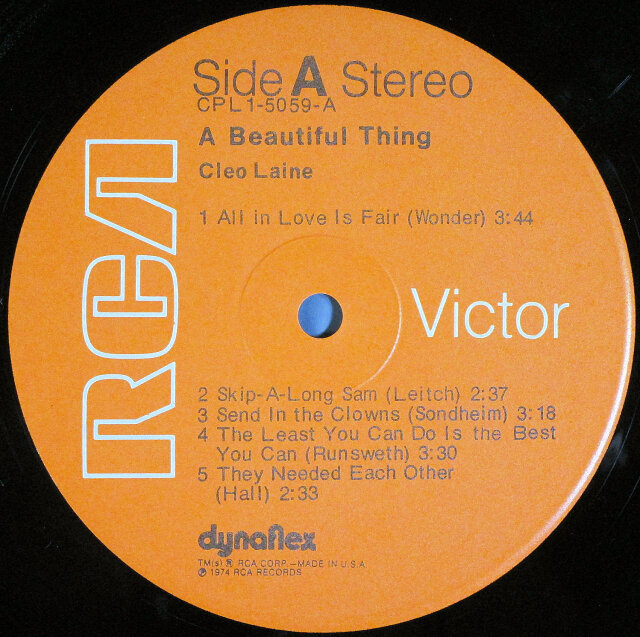 Side A Stereo
CPL1-5059-A
A Beautiful Thing
Cleo Laine
1 All in Love Is Fair (Wonder) 3:44
RCA
Victor
2 Skip-A-Long Sam (Leitch) 2:37
3 Send In the Clowns (Sondheim) 3:18
4 The Least You Can Do Is the Best
You Can (Runsweth) 3:30
5 They Needed Each Other
(Hall) 2:33
dynaflex
TM(s) ® RCA CORP.—MADE IN U.S.A.
℗ 1974 RCA RECORDS